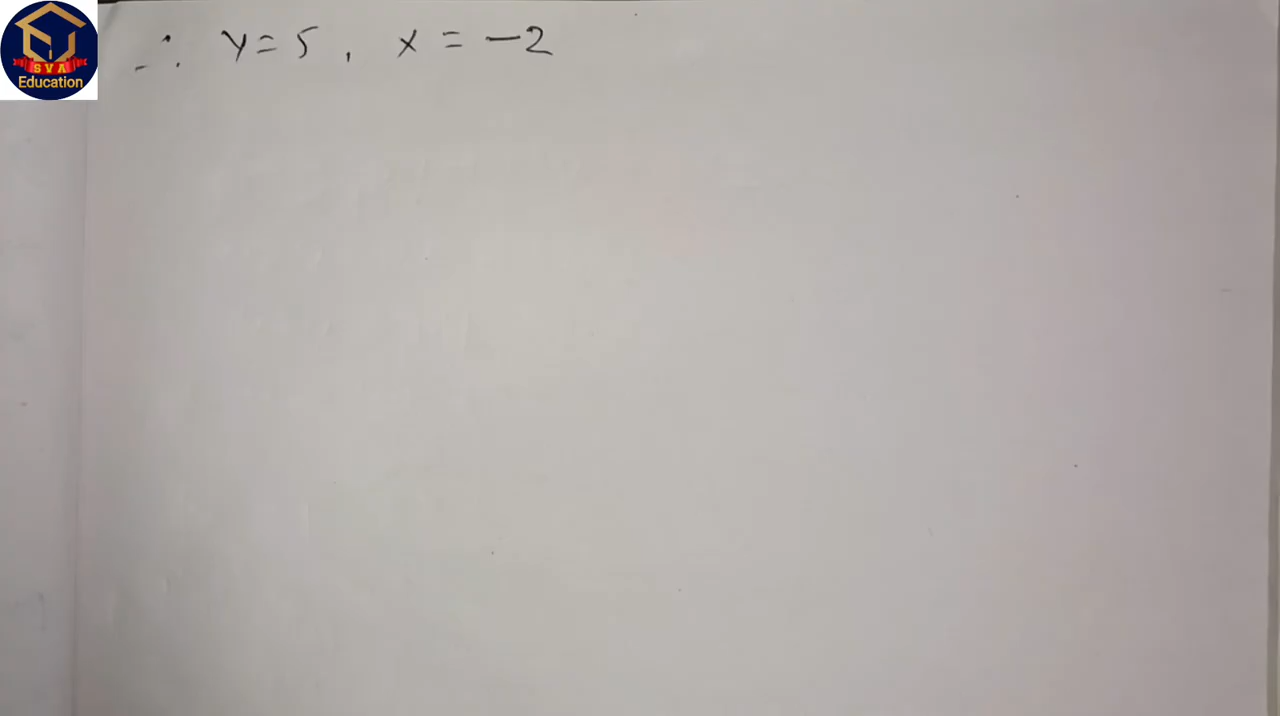 SVA
Education
∴ y = 5 , x = -2